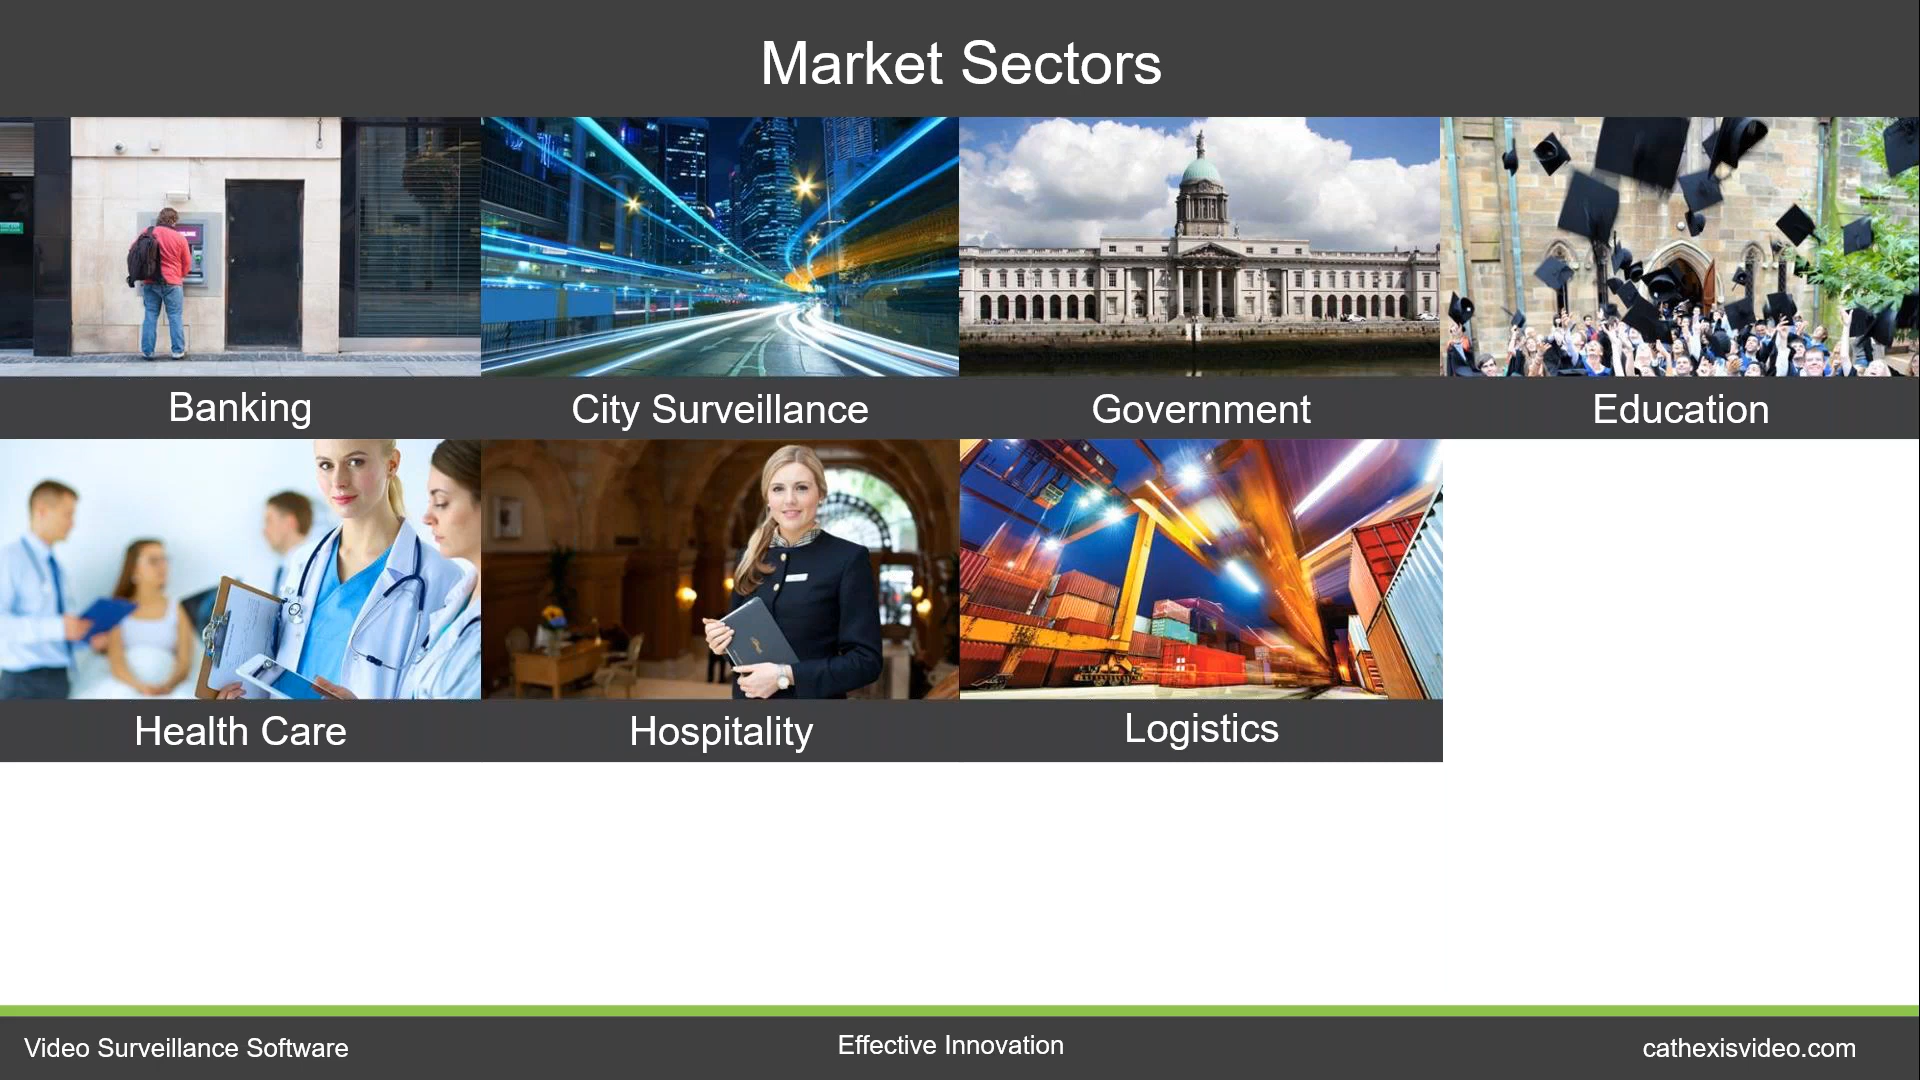 Market Sectors
Banking
City Surveillance
Government
Education
Health Care
Hospitality
Logistics
Video Surveillance Software
Effective Innovation
cathexisvideo.com